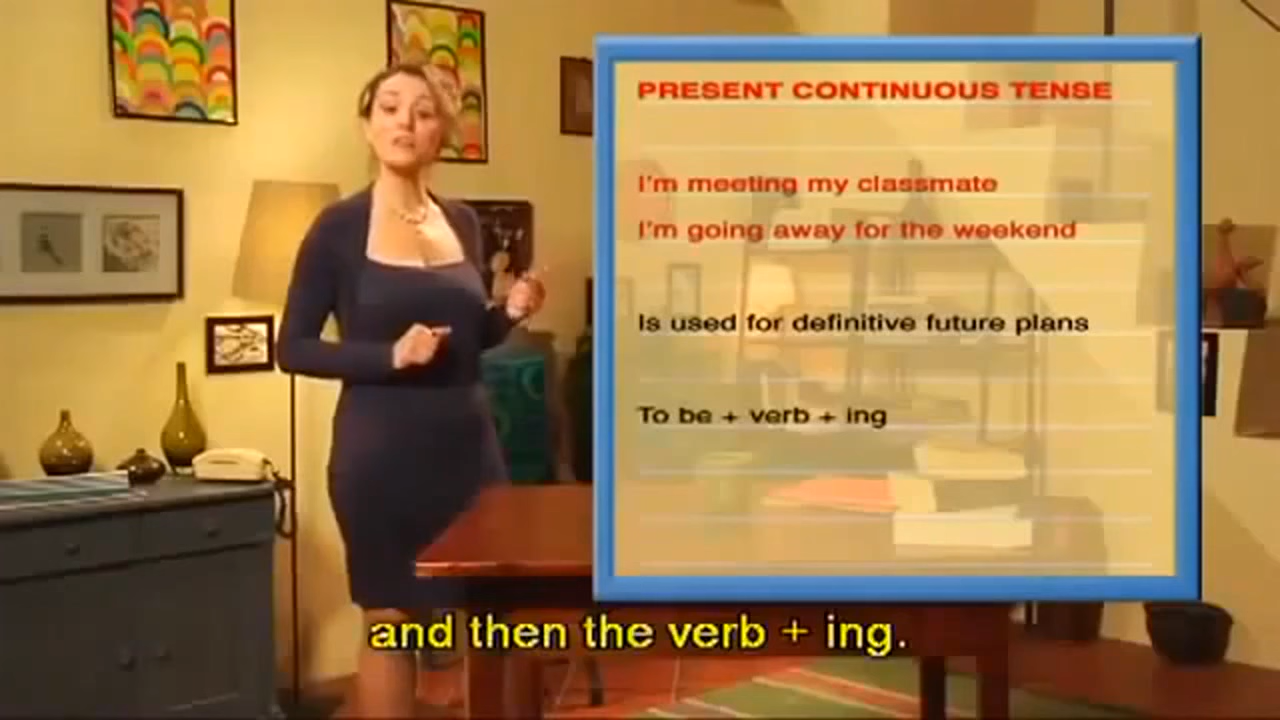 PRESENT CONTINUOUS TENSE
I'm meeting my classmate
I'm going away for the weekend
Is used for definitive future plans
To be + verb + ing
and then the verb + ing.